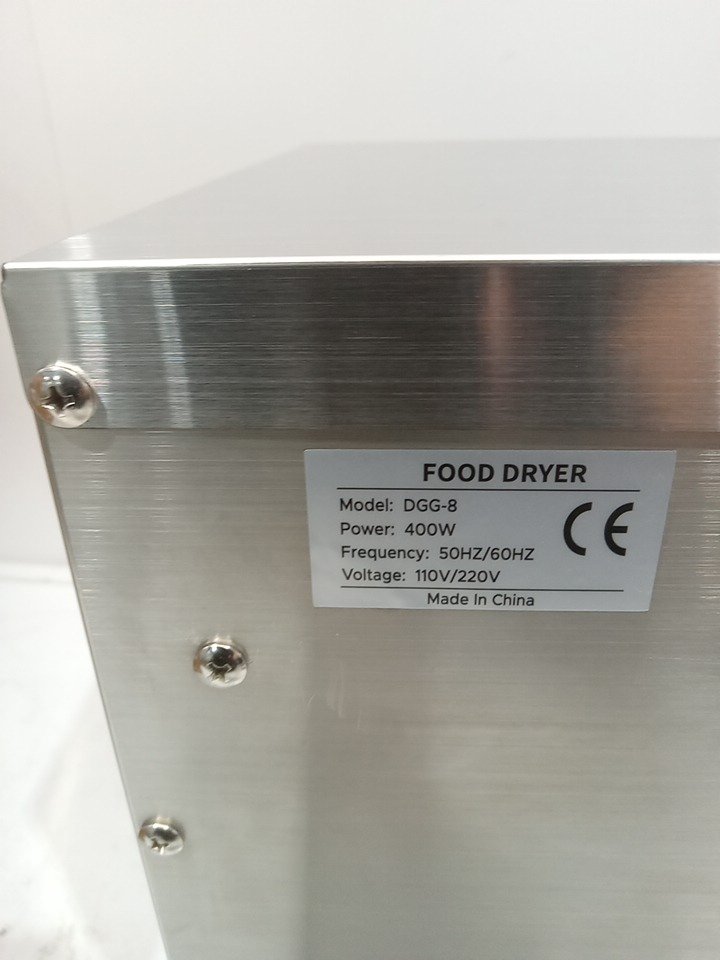 FOOD DRYER
Model: DGG-8
Power: 400W
Frequency: 50HZ/60HZ
Voltage: 110V/220V
CE
Made In China